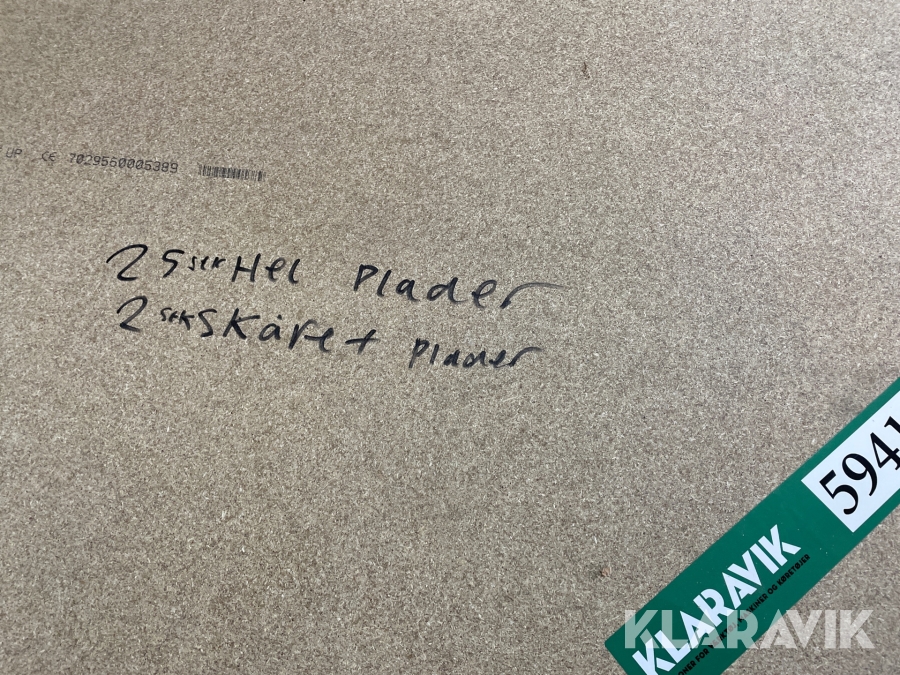 UP CE 7029560005389
25 stk Hel Plader
2 stk Skåret Plader
5941
KLARAVIK
KLARAVIK